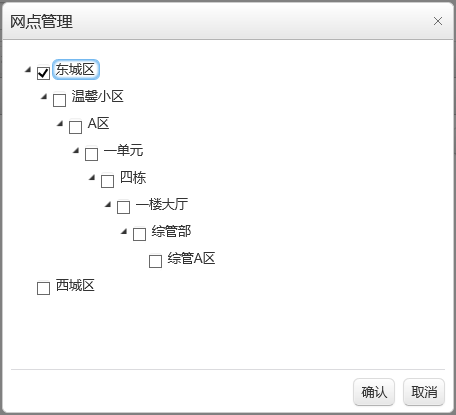 网点管理
东城区
温馨小区
A区
一单元
四栋
一楼大厅
综管部
综管A区
西城区
确认 取消